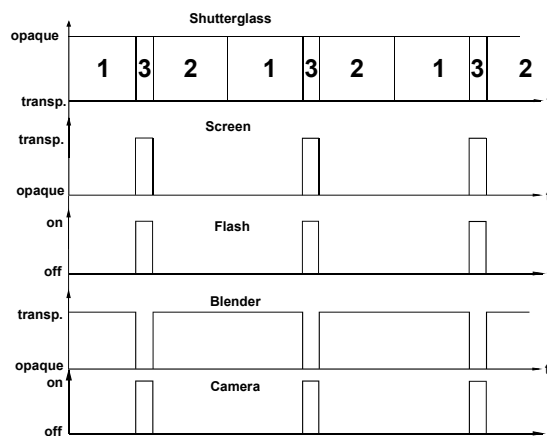 Shutterglass
opaque
1 3 2 1 3 2 1 3 2
transp.
t
Screen
transp.
opaque
t
Flash
on
off
t
Blender
transp.
opaque
t
Camera
on
off
t